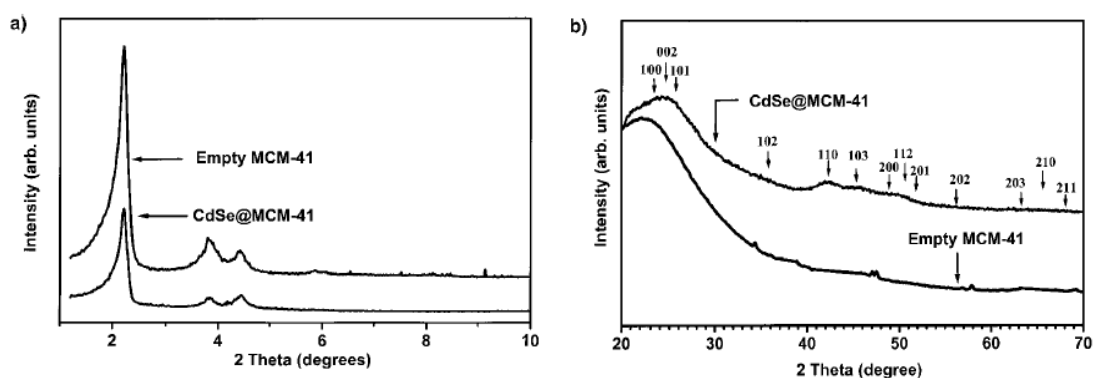 a)
Intensity (arb. units)
Empty MCM-41
CdSe@MCM-41
2 4 6 8 10
2 Theta (degrees)
b)
Intensity (arb. units)
002
100 101
CdSe@MCM-41
102
110 103 200 112 201
202 203 210 211
Empty MCM-41
20 30 40 50 60 70
2 Theta (degree)